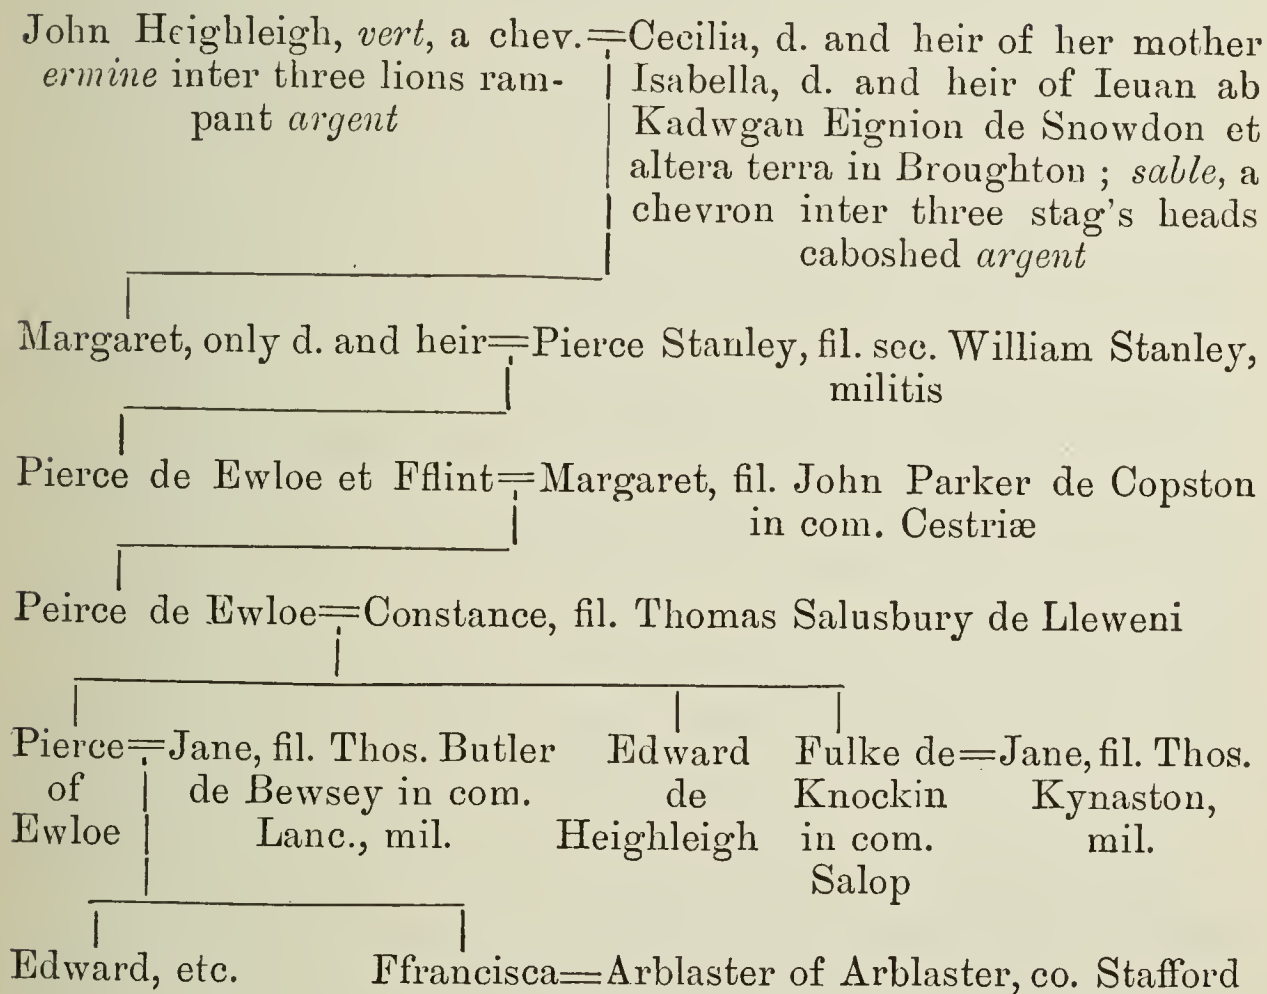 John Heighleigh, vert, a chev.=Cecilia, d. and heir of her mother
ermine inter three lions ram-
pant argent
Isabella, d. and heir of Ieuan ab
Kadwgan Eignion de Snowdon et
altera terra in Broughton ; sable, a
chevron inter three stag's heads
caboshed argent
Margaret, only d. and heir=Pierce Stanley, fil. sec. William Stanley,
militis
Pierce de Ewloe et Fflint=Margaret, fil. John Parker de Copston
in com. Cestriæ
Peirce de Ewloe=Constance, fil. Thomas Salusbury de Lleweni
Pierce=Jane, fil. Thos. Butler
of
Ewloe
de Bewsey in com.
Lanc., mil.
Edward
de
Heighleigh
Fulke de=Jane, fil. Thos.
Knockin
in com.
Salop
Kynaston,
mil.
Edward, etc.
Ffrancisca=Arblaster of Arblaster, co. Stafford